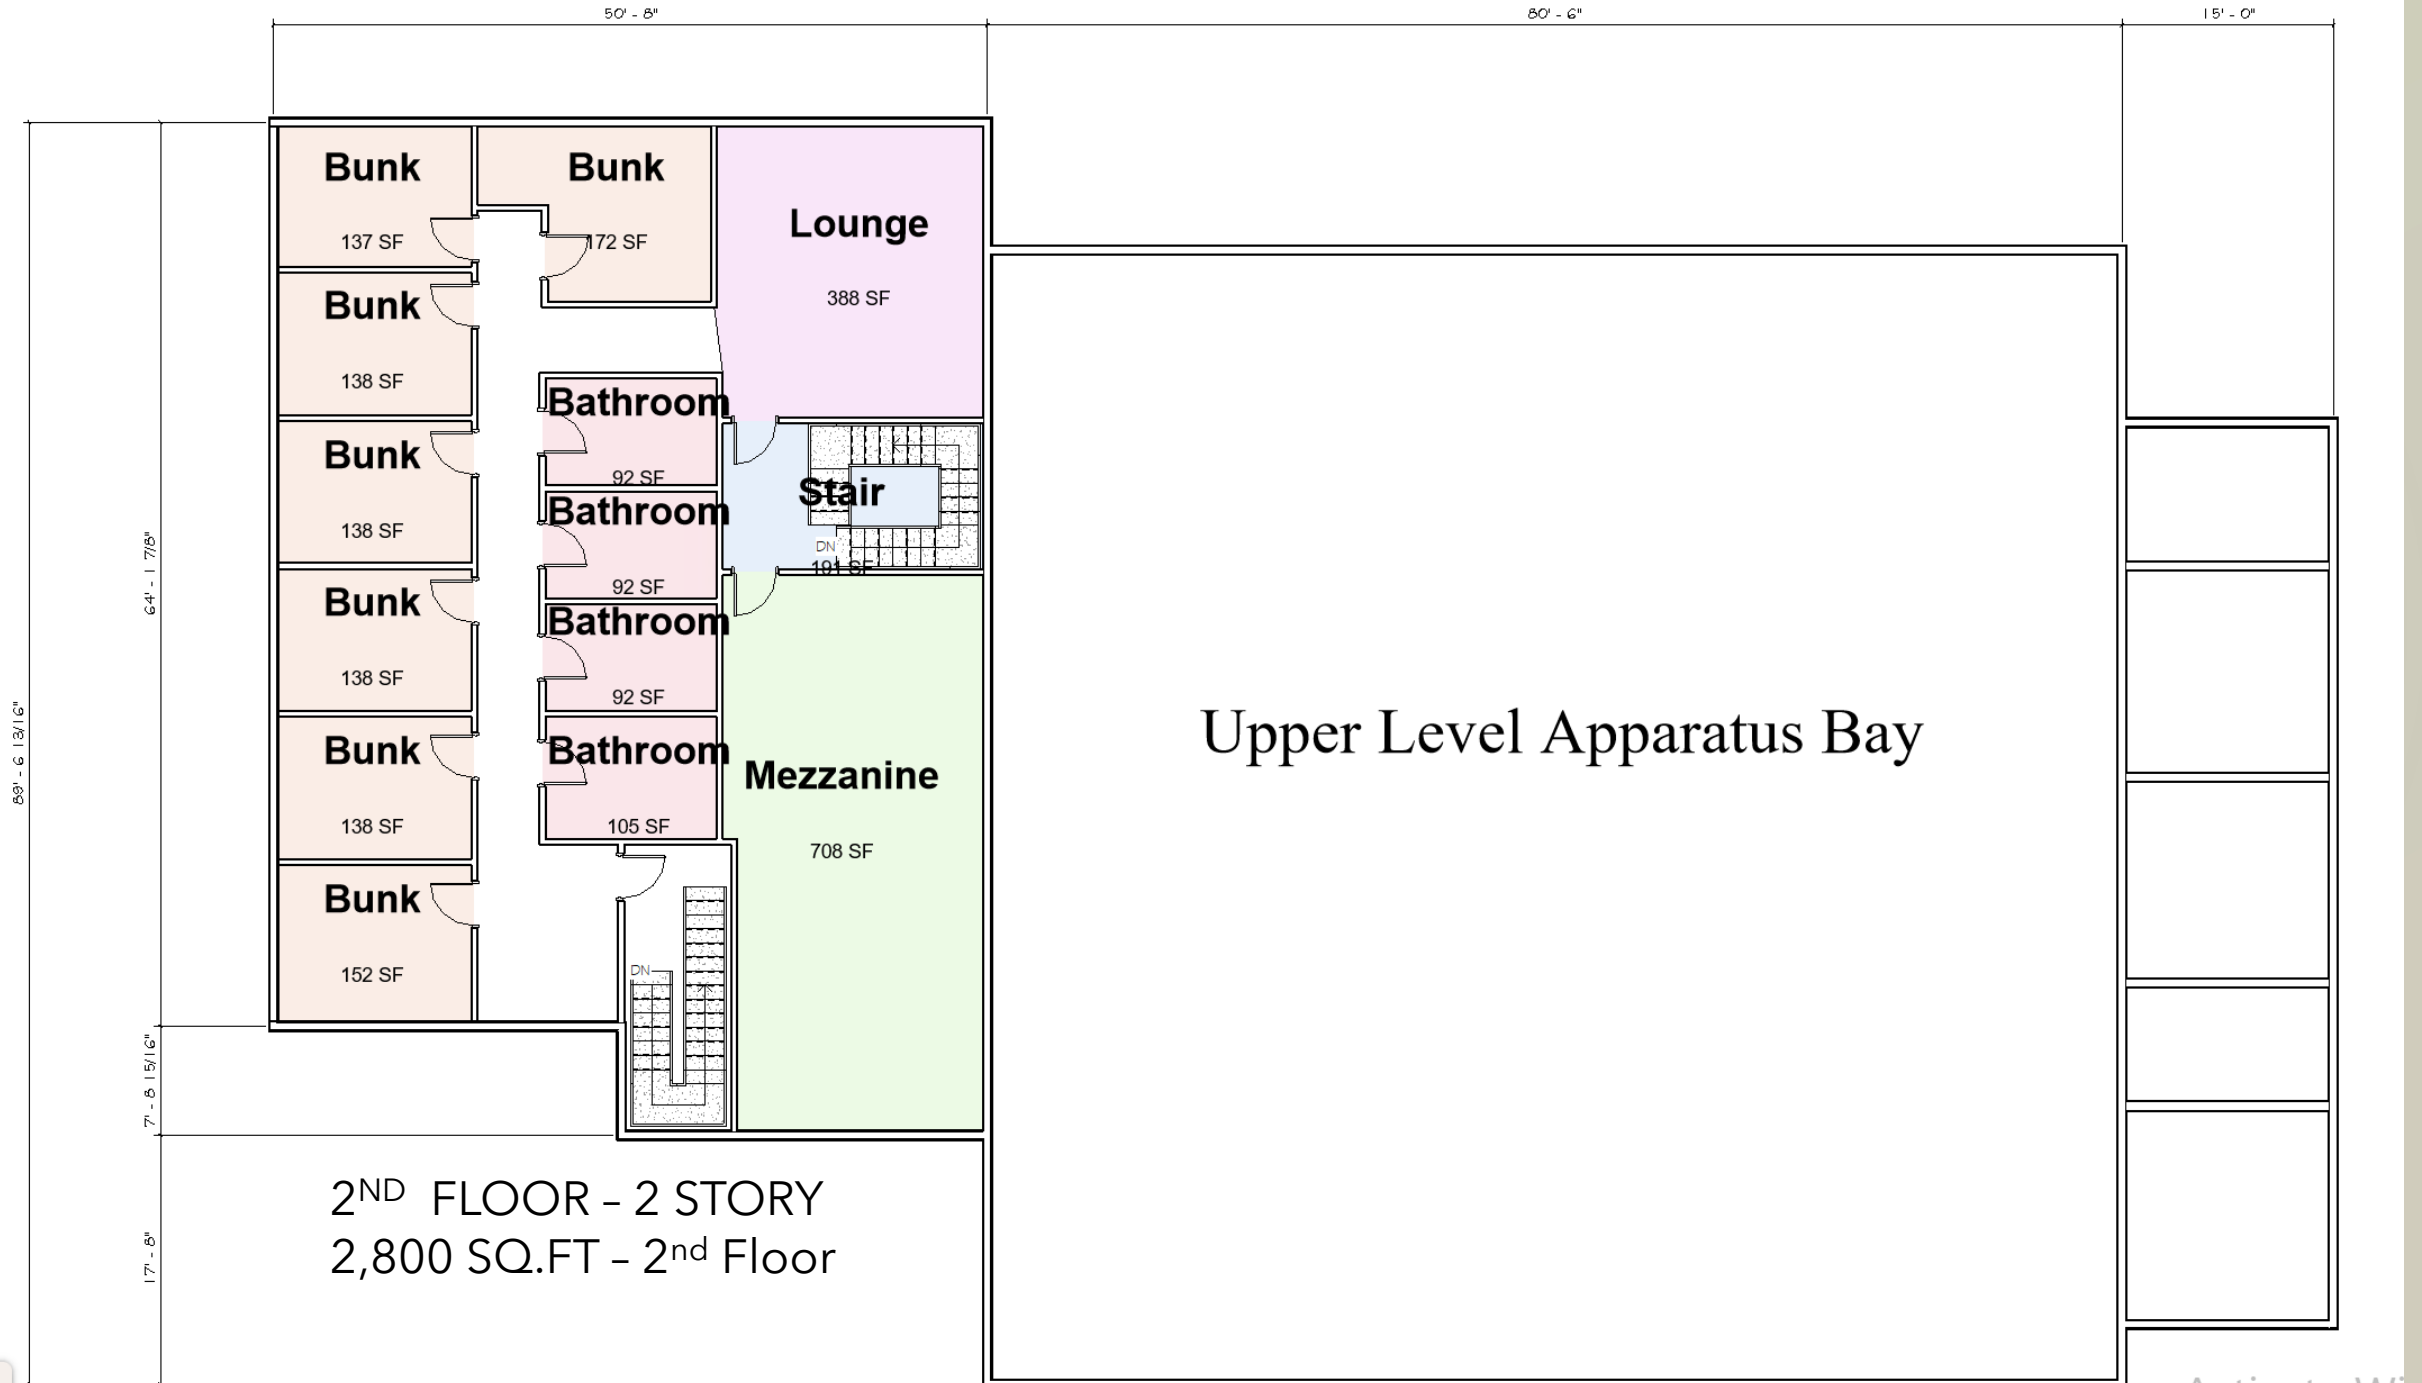 50' - 8"
80' - 6"
15' - 0"
Bunk
137 SF
Bunk
172 SF
Lounge
388 SF
Bunk
138 SF
Bunk
138 SF
Bunk
138 SF
Bunk
138 SF
Bunk
152 SF
Bathroom
92 SF
Bathroom
92 SF
Bathroom
92 SF
Bathroom
105 SF
Stair
DN
191 SF
Mezzanine
708 SF
DN
Upper Level Apparatus Bay
64' - 1 7/8"
89' - 6 13/16"
7' - 8 15/16"
17' - 8"
2ND FLOOR – 2 STORY
2,800 SQ.FT – 2nd Floor